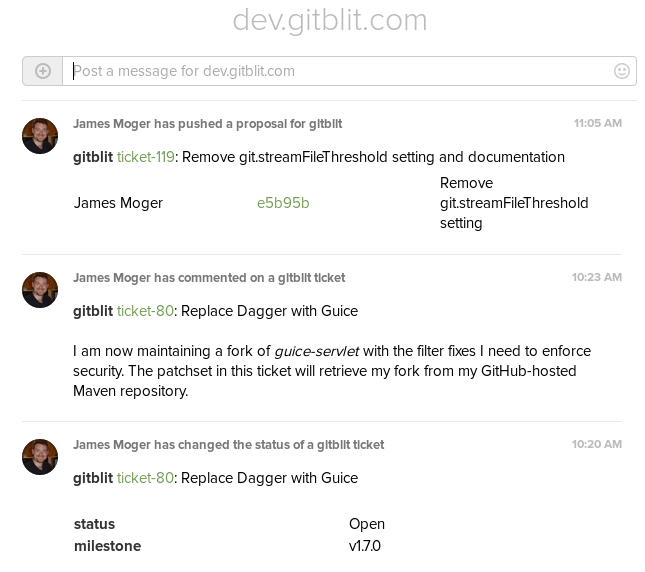 dev.gitblit.com
Post a message for dev.gitblit.com
James Moger has pushed a proposal for gitblit 11:05 AM
gitblit ticket-119: Remove git.streamFileThreshold setting and documentation
James Moger e5b95b Remove
git.streamFileThreshold
setting
James Moger has commented on a gitblit ticket 10:23 AM
gitblit ticket-80: Replace Dagger with Guice
I am now maintaining a fork of guice-servlet with the filter fixes I need to enforce
security. The patchset in this ticket will retrieve my fork from my GitHub-hosted
Maven repository.
James Moger has changed the status of a gitblit ticket 10:20 AM
gitblit ticket-80: Replace Dagger with Guice
status Open
milestone v1.7.0